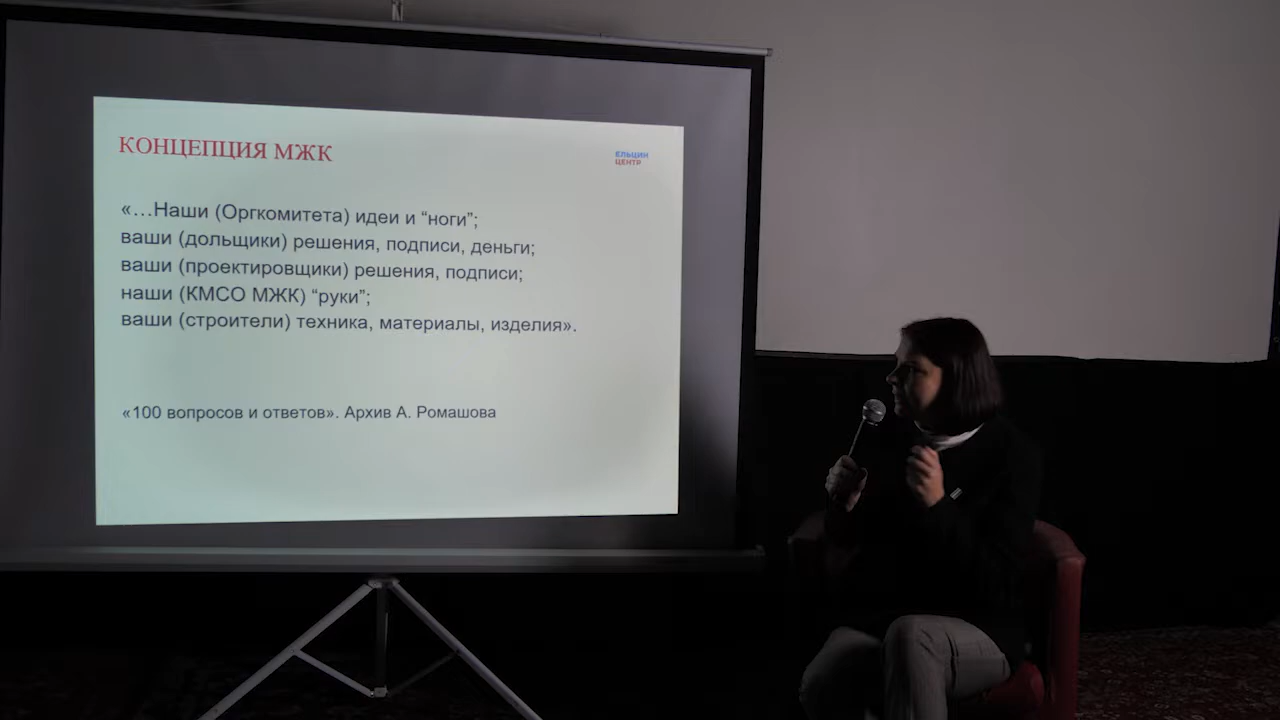 КОНЦЕПЦИЯ МЖК
ЕЛЬЦИН
ЦЕНТР
«…Наши (Оргкомитета) идеи и “ноги”;
ваши (дольщики) решения, подписи, деньги;
ваши (проектировщики) решения, подписи;
наши (КМСО МЖК) “руки”;
ваши (строители) техника, материалы, изделия».
«100 вопросов и ответов». Архив А. Ромашова